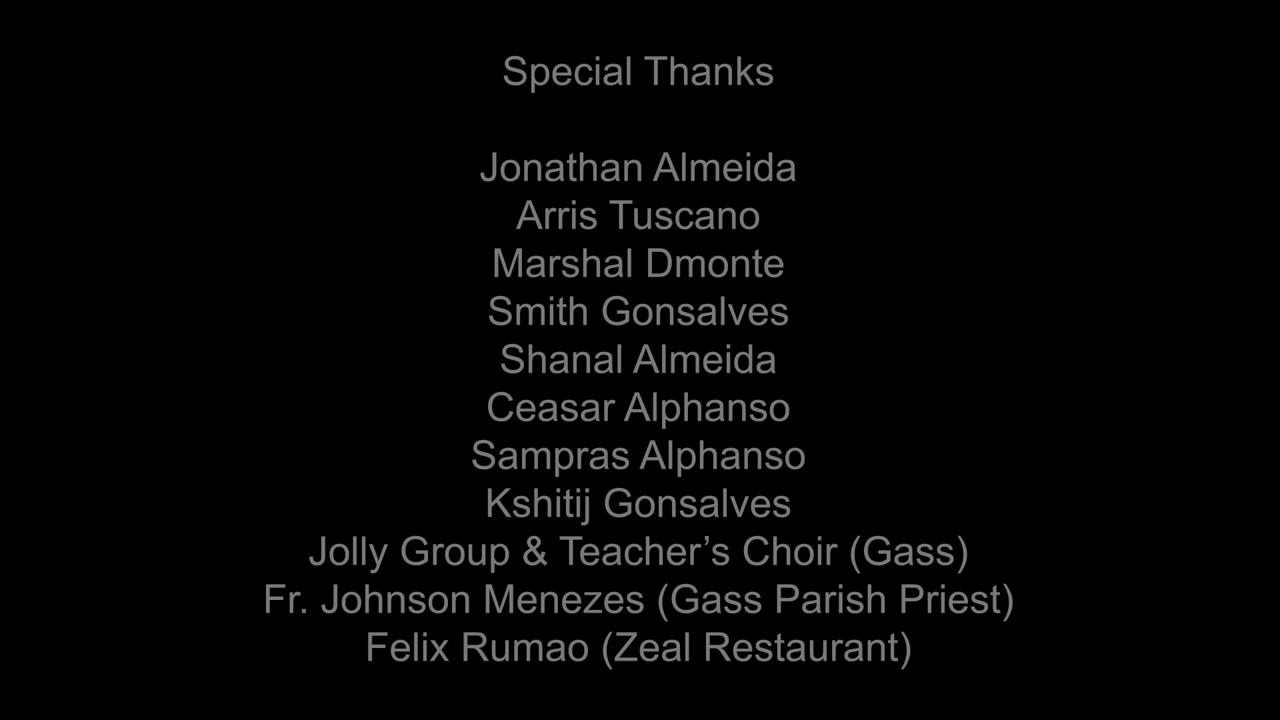 Special Thanks
Jonathan Almeida
Arris Tuscano
Marshal Dmonte
Smith Gonsalves
Shanal Almeida
Ceasar Alphanso
Sampras Alphanso
Kshitij Gonsalves
Jolly Group & Teacher’s Choir (Gass)
Fr. Johnson Menezes (Gass Parish Priest)
Felix Rumao (Zeal Restaurant)